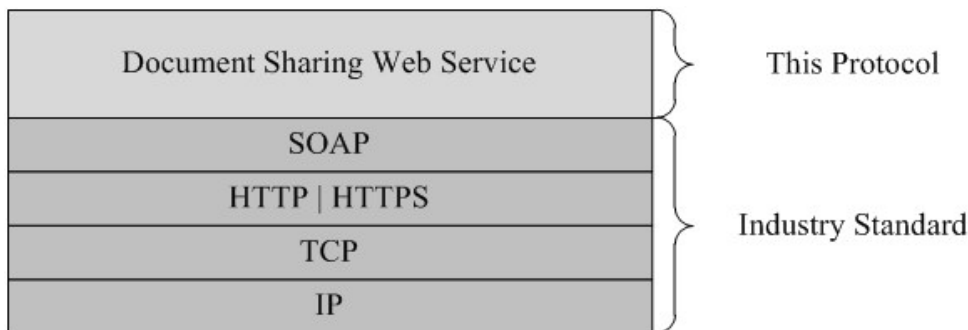 Document Sharing Web Service
This Protocol
SOAP
HTTP | HTTPS
TCP
IP
Industry Standard